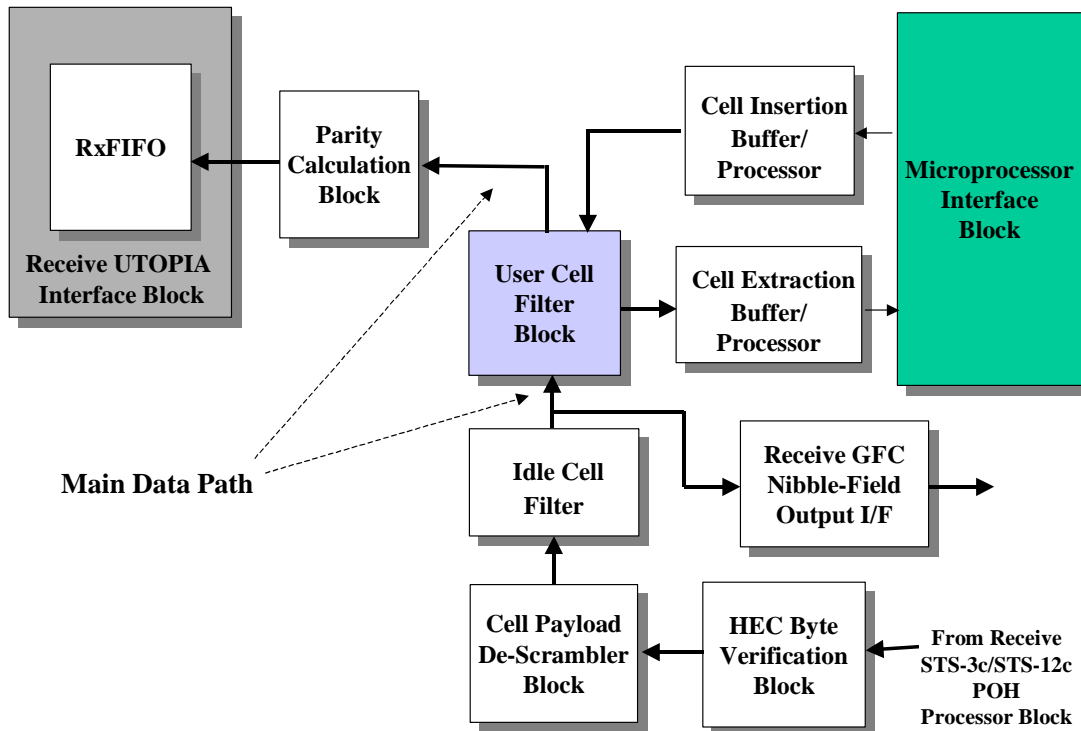 RxFIFO
Receive UTOPIA
Interface Block
Parity
Calculation
Block
Cell Insertion
Buffer/
Processor
Microprocessor
Interface
Block
User Cell
Filter
Block
Cell Extraction
Buffer/
Processor
Main Data Path
Idle Cell
Filter
Receive GFC
Nibble-Field
Output I/F
Cell Payload
De-Scrambler
Block
HEC Byte
Verification
Block
From Receive
STS-3c/STS-12c
POH
Processor Block